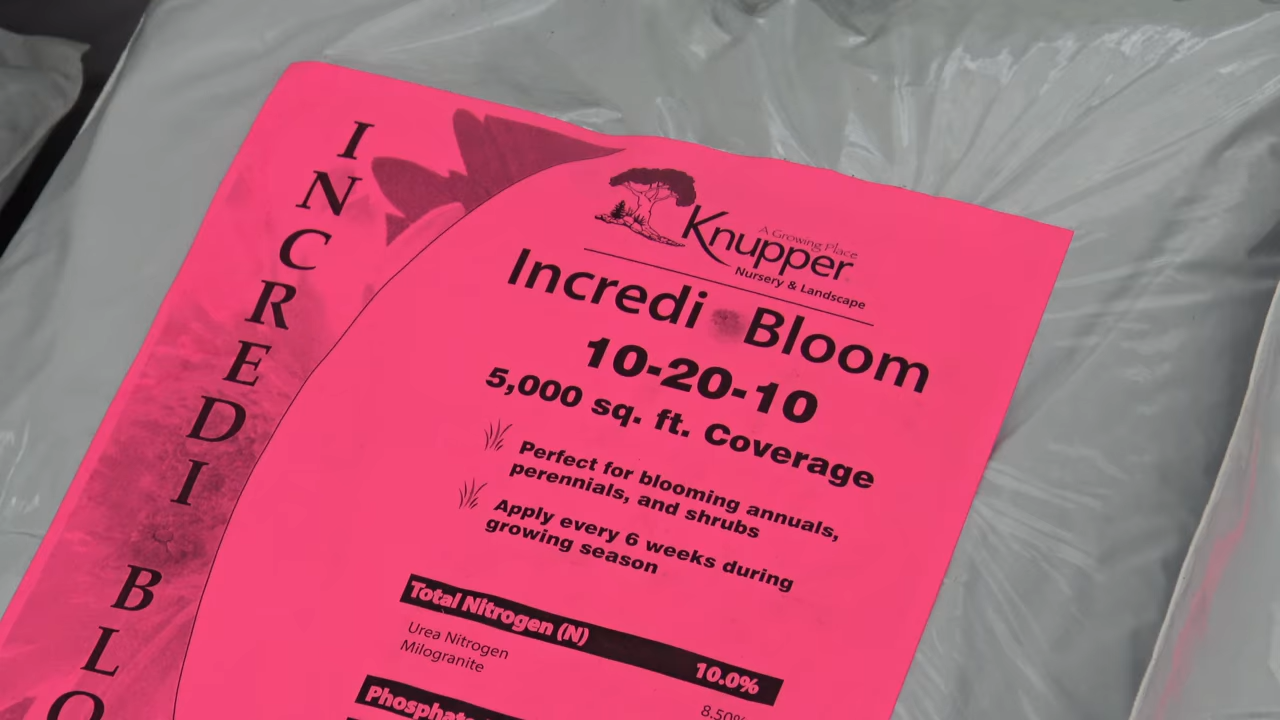 INCREDI·BLO
A Growing Place
Knupper
Nursery & Landscape
Incredi Bloom
10-20-10
5,000 sq. ft. Coverage
Perfect for blooming annuals,
perennials, and shrubs
Apply every 6 weeks during
growing season
Total Nitrogen (N) 10.0%
Urea Nitrogen 8.50%
Milogranite
Phosphat